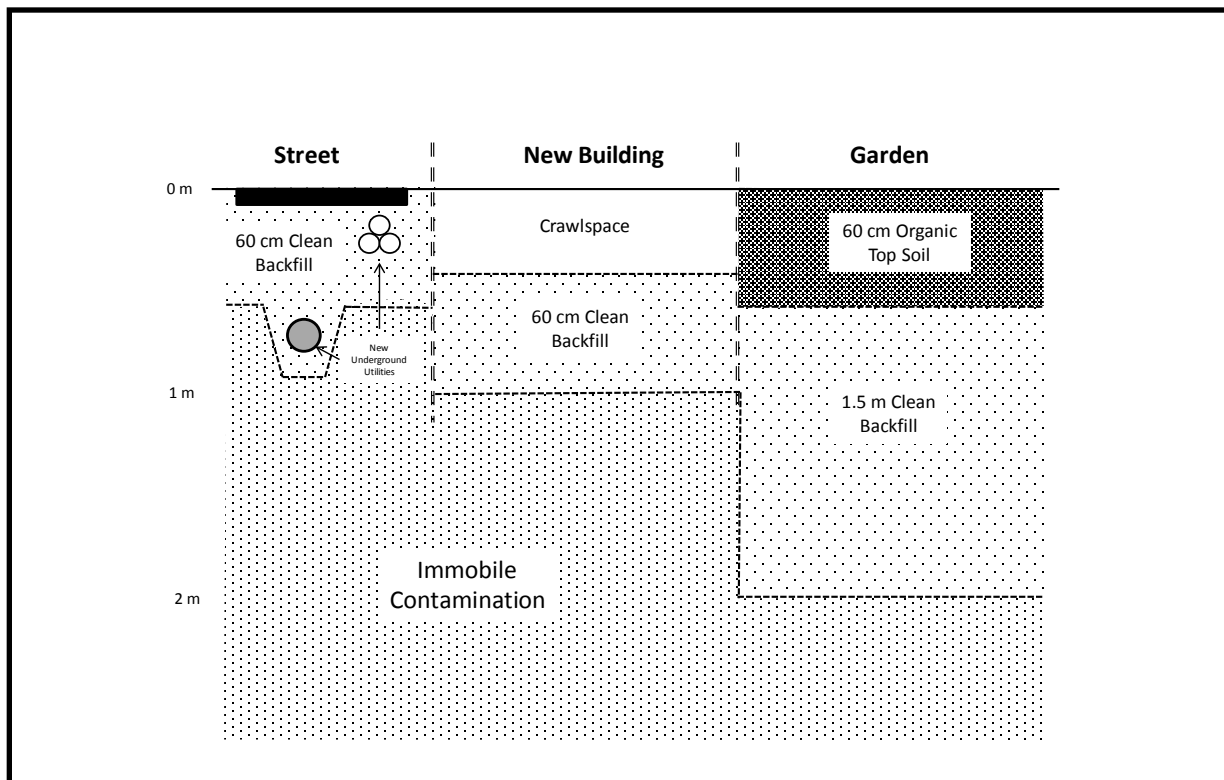 Street
New Building
Garden
0 m
Crawlspace
60 cm Clean
Backfill
60 cm Organic
Top Soil
60 cm Clean
Backfill
New
Underground
Utilities
1 m
1.5 m Clean
Backfill
Immobile
Contamination
2 m